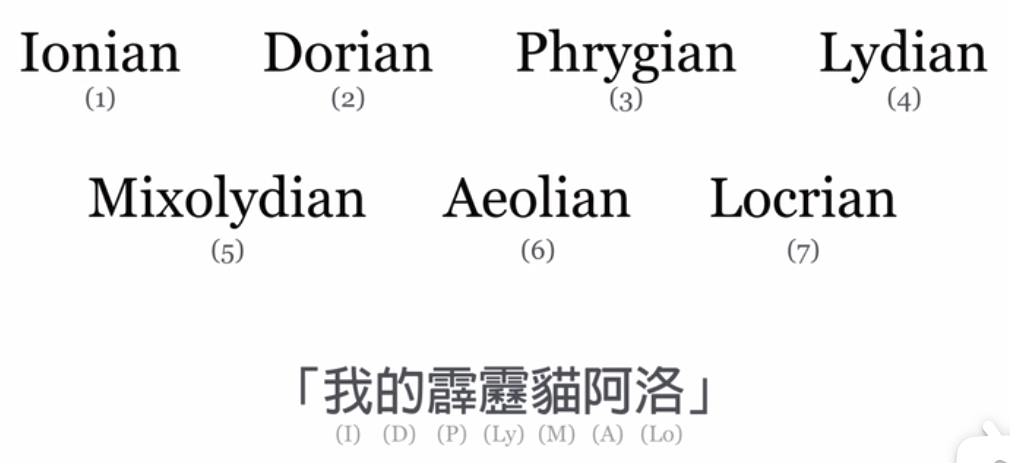 Ionian Dorian Phrygian Lydian
(1) (2) (3) (4)
Mixolydian Aeolian Locrian
(5) (6) (7)
「我的霹靂貓阿洛」
(I) (D) (P) (Ly) (M) (A) (Lo)